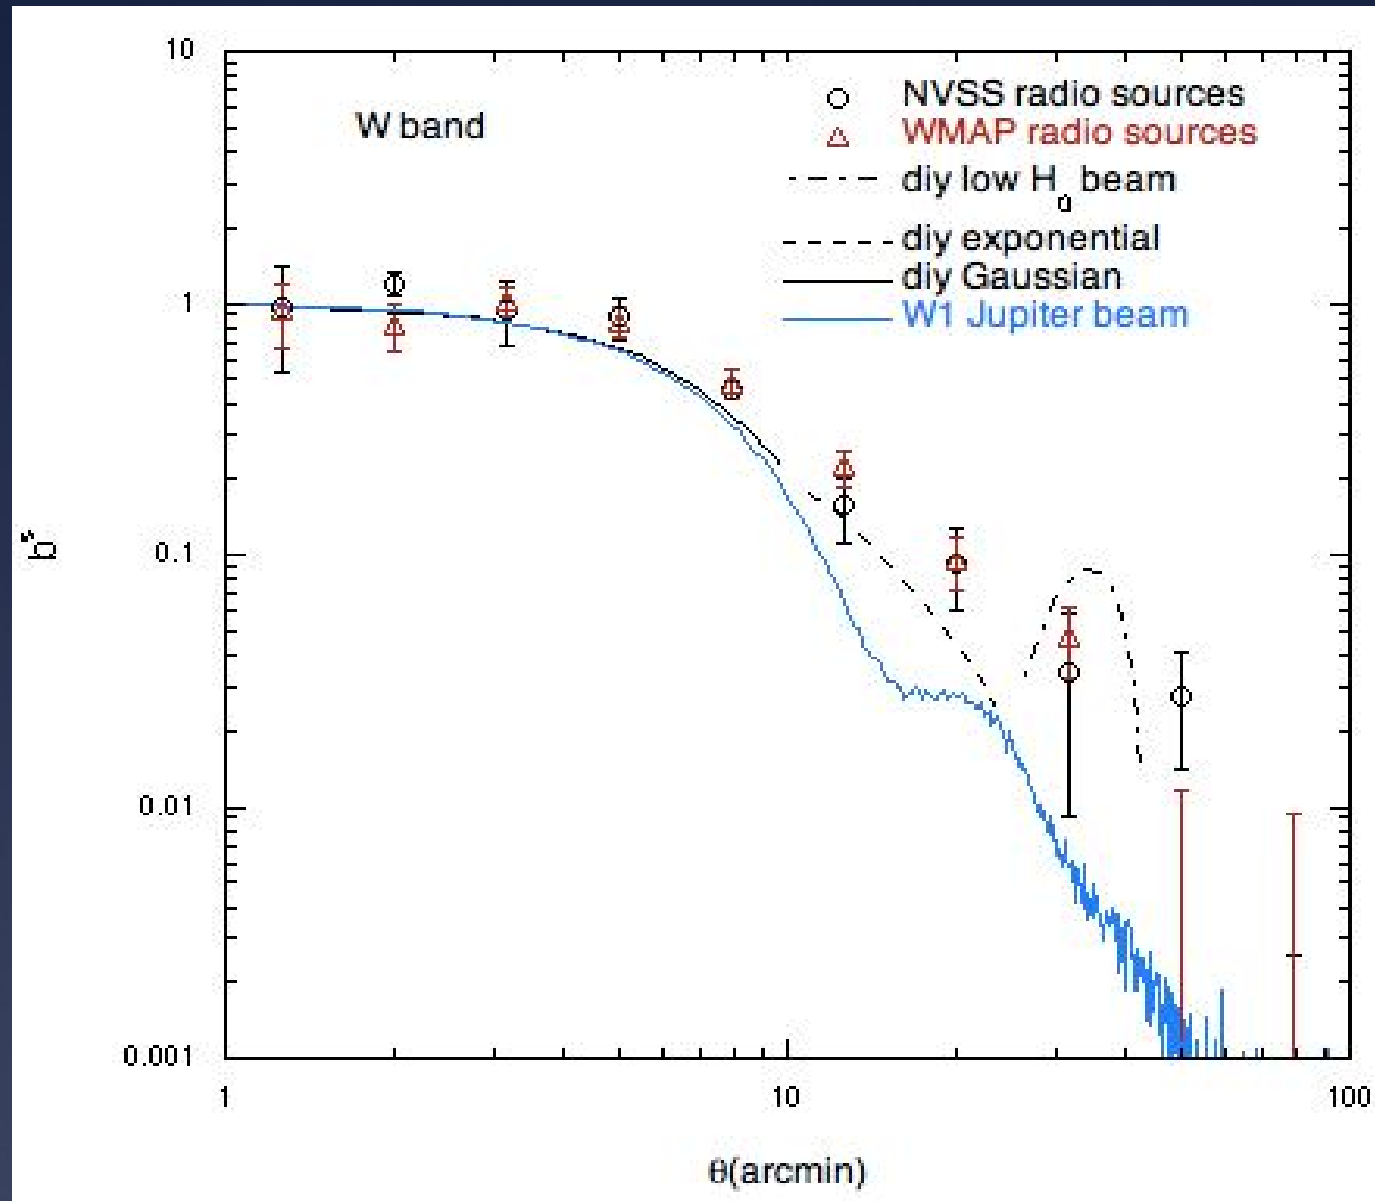 10
W band
NVSS radio sources
WMAP radio sources
diy low H0 beam
diy exponential
diy Gaussian
W1 Jupiter beam
1
0.1
0.01
0.001
1
10
100
θ(arcmin)